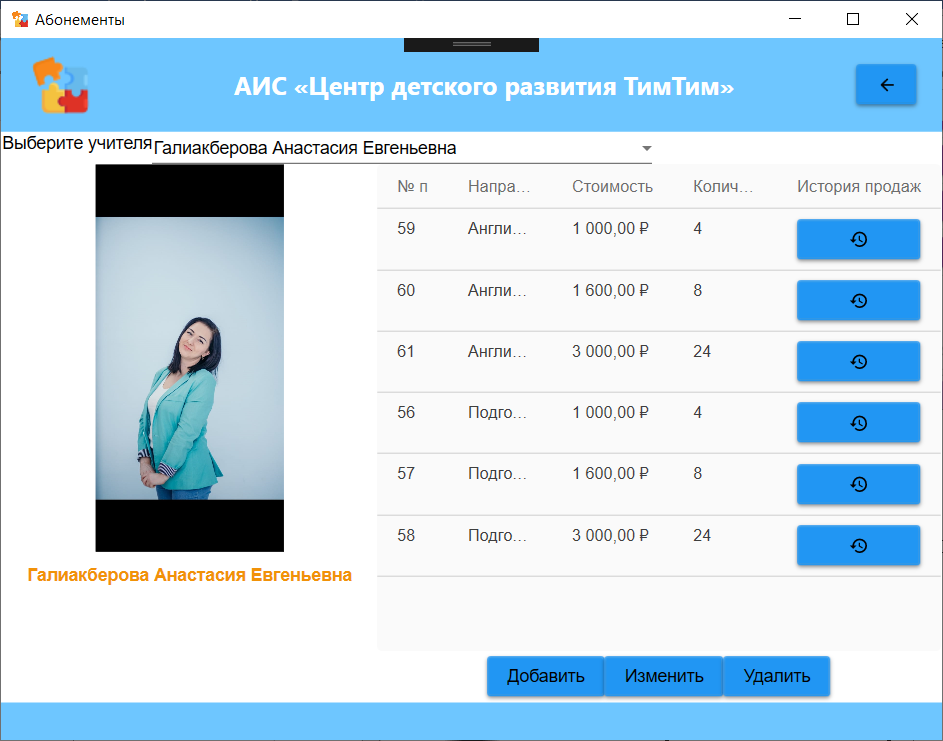 Абонементы
АИС «Центр детского развития ТимТим»
Выберите учителя Галиакберова Анастасия Евгеньевна
№ п Напра... Стоимость Колич... История продаж
59 Англи... 1 000,00 ₽ 4
60 Англи... 1 600,00 ₽ 8
61 Англи... 3 000,00 ₽ 24
56 Подго... 1 000,00 ₽ 4
57 Подго... 1 600,00 ₽ 8
58 Подго... 3 000,00 ₽ 24
Галиакберова Анастасия Евгеньевна
Добавить Изменить Удалить